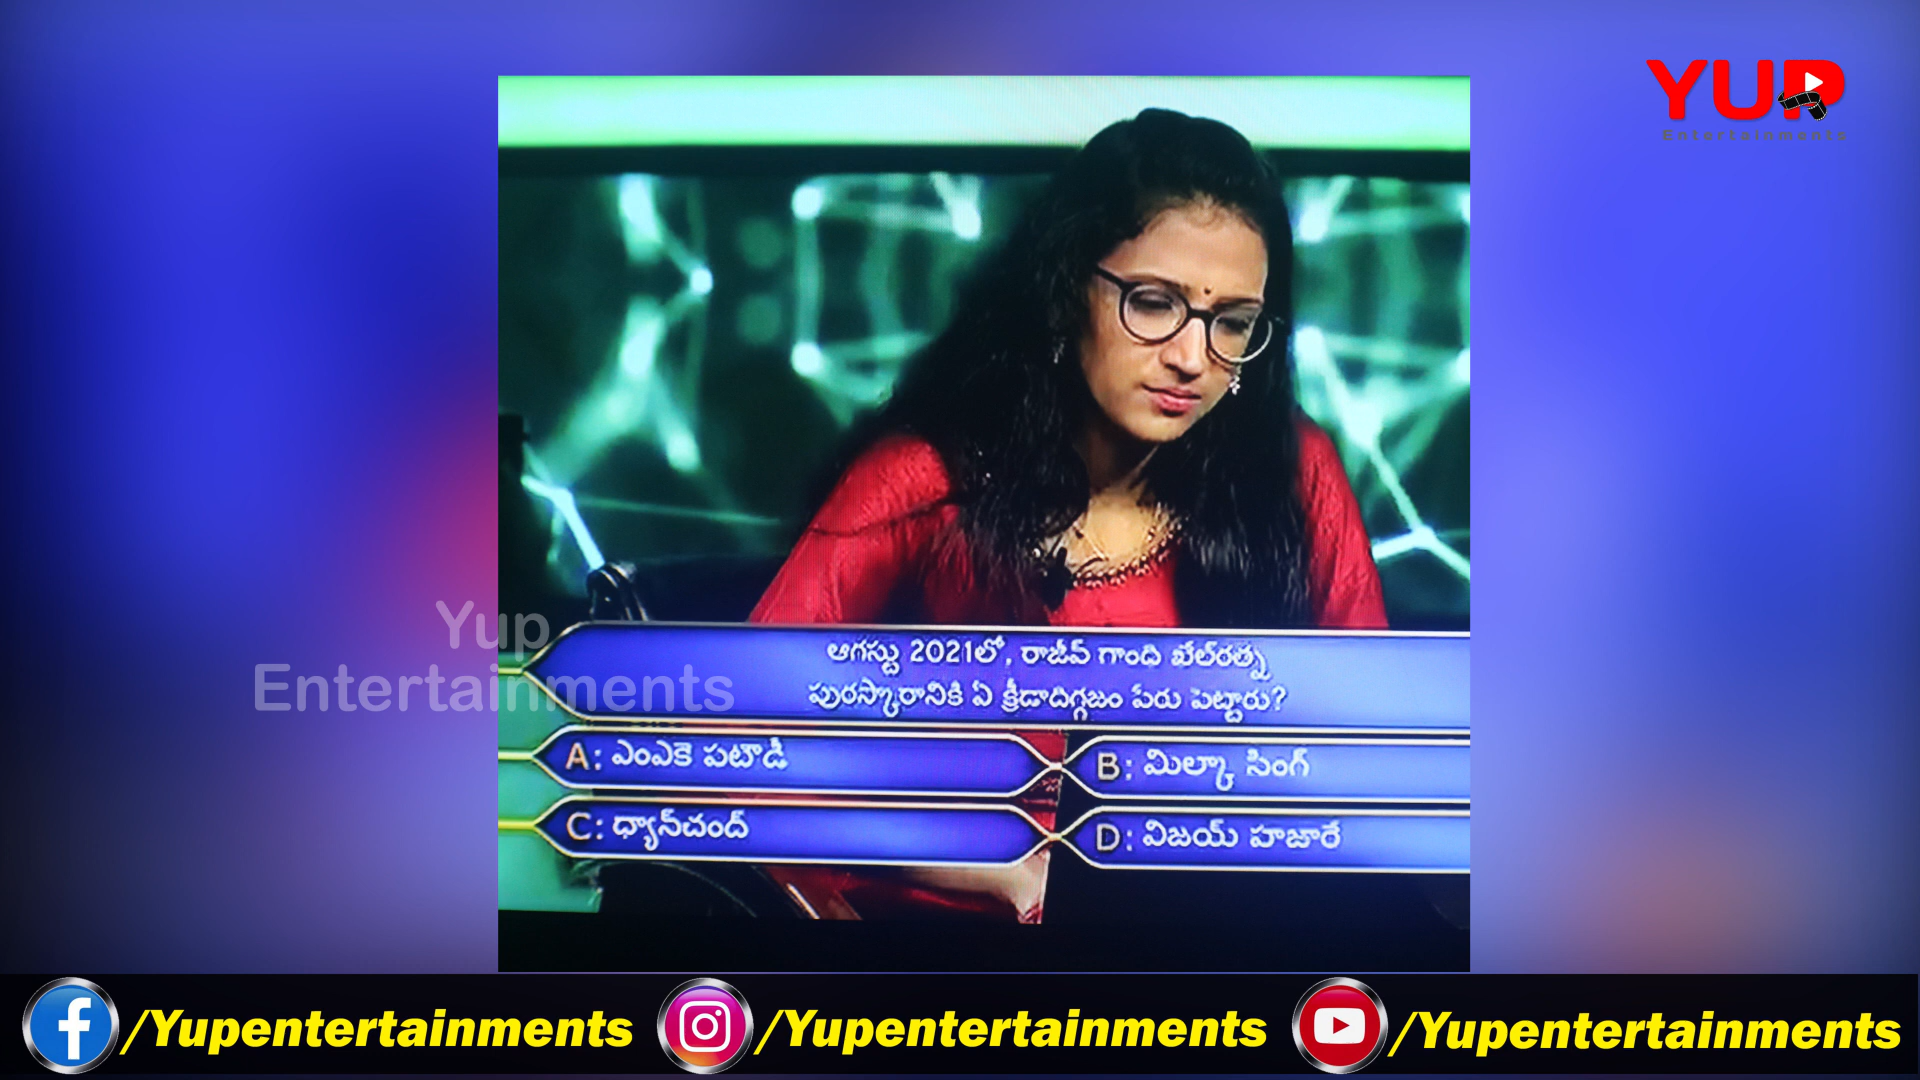 YUP
Entertainments
ఆగస్టు 2021లో, రాజీవ్ గాంది ఖేల్‌రత్న
పురస్కారానికి ఏ క్రీడాదిగ్గజం పేరు పెట్టారు?
A: ఎంఎకె పటౌడీ
B: మిల్కా సింగ్
C: ధ్యాన్‌చంద్
D: విజయ్ హజారే
Yup
Entertainments
/Yupentertainments
/Yupentertainments
/Yupentertainments